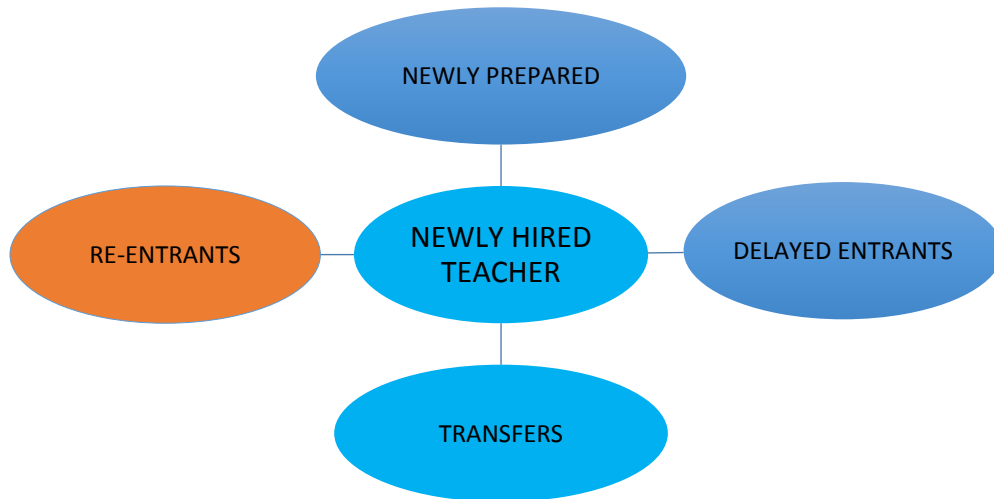 NEWLY PREPARED
RE-ENTRANTS
NEWLY HIRED
TEACHER
DELAYED ENTRANTS
TRANSFERS